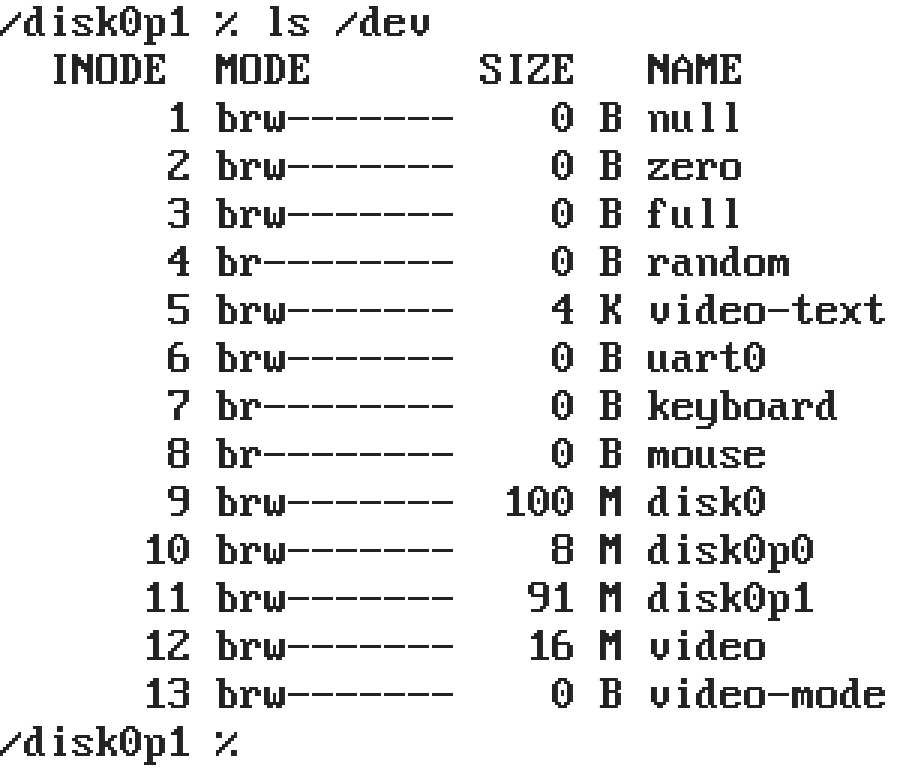 /disk0p1 % ls /dev
INODE MODE SIZE NAME
1 brw------- 0 B null
2 brw------- 0 B zero
3 brw------- 0 B full
4 br-------- 0 B random
5 brw------- 4 K video-text
6 brw------- 0 B uart0
7 br-------- 0 B keyboard
8 br-------- 0 B mouse
9 brw------- 100 M disk0
10 brw------- 8 M disk0p0
11 brw------- 91 M disk0p1
12 brw------- 16 M video
13 brw------- 0 B video-mode
/disk0p1 %